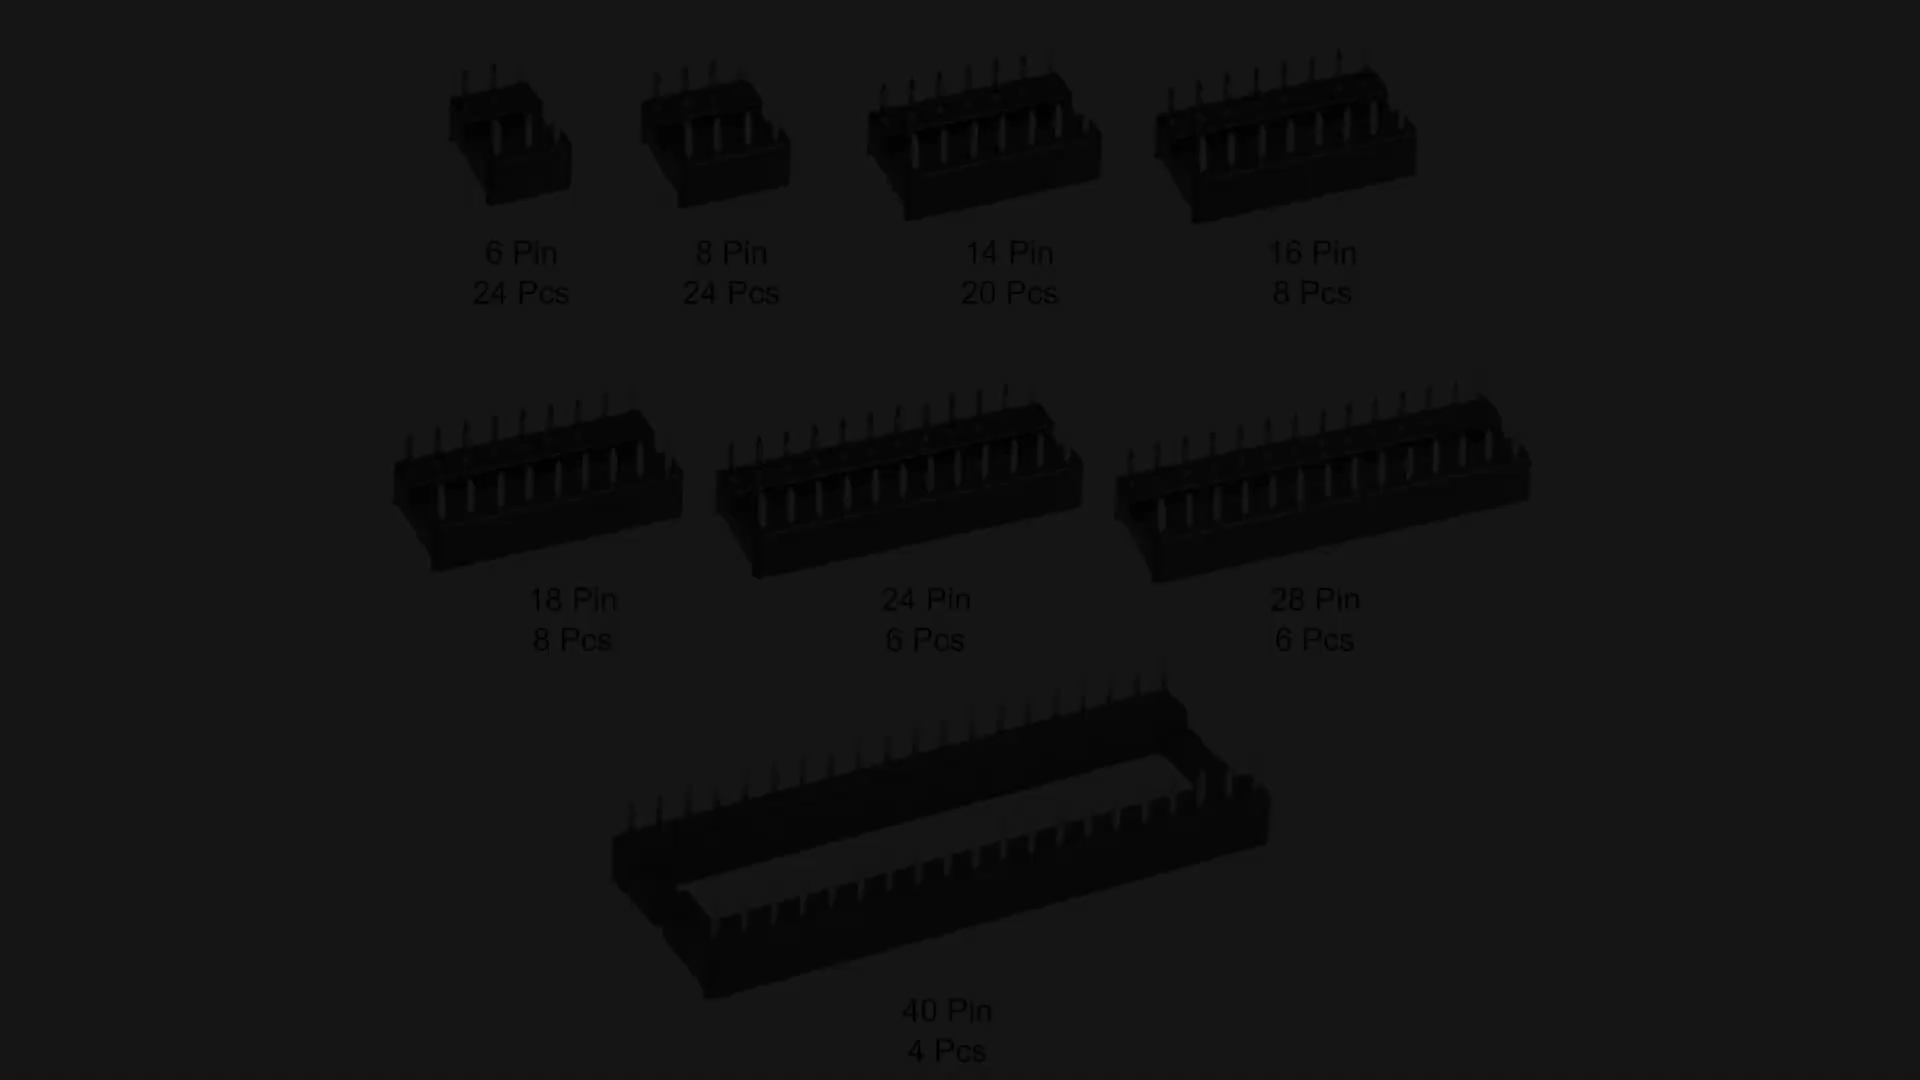 6 Pin
24 Pcs
8 Pin
24 Pcs
14 Pin
20 Pcs
16 Pin
8 Pcs
18 Pin
8 Pcs
24 Pin
6 Pcs
28 Pin
6 Pcs
40 Pin
4 Pcs